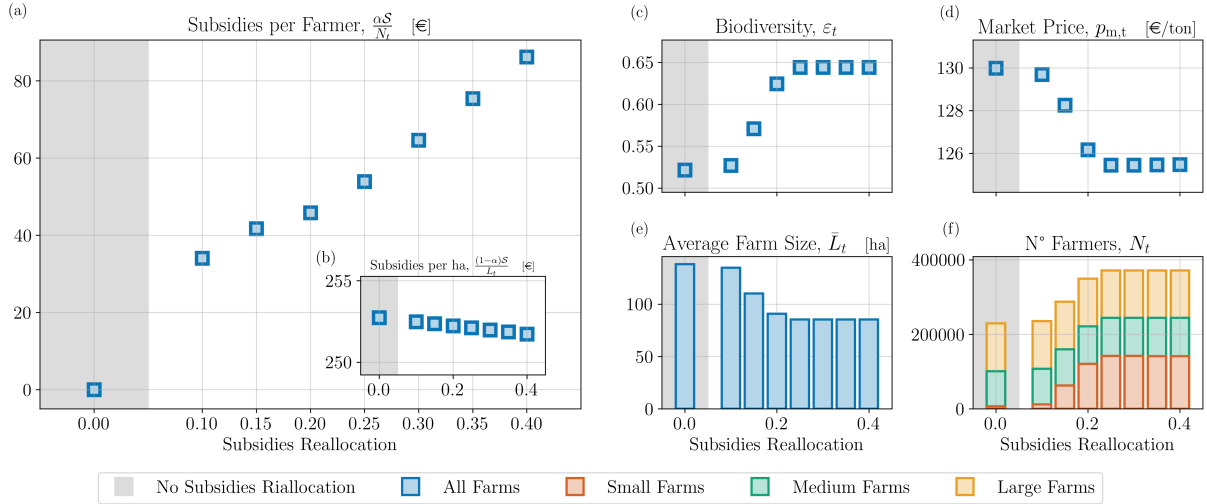 (a)
Subsidies per Farmer, αS/N_t [€]
80
60
40
20
0
0.00 0.10 0.15 0.20 0.25 0.30 0.35 0.40
Subsidies Reallocation
(b)
Subsidies per ha, (1−α)S/L_t [€]
255
250
0.0 0.2 0.4
(c)
Biodiversity, ε_t
0.65
0.60
0.55
0.50
(d)
Market Price, p_m,t [€/ton]
130
128
126
(e)
Average Farm Size, L̄_t [ha]
100
50
0
0.0 0.2 0.4
Subsidies Reallocation
(f)
N° Farmers, N_t
400000
200000
0
0.0 0.2 0.4
Subsidies Reallocation
No Subsidies Riallocation All Farms Small Farms Medium Farms Large Farms